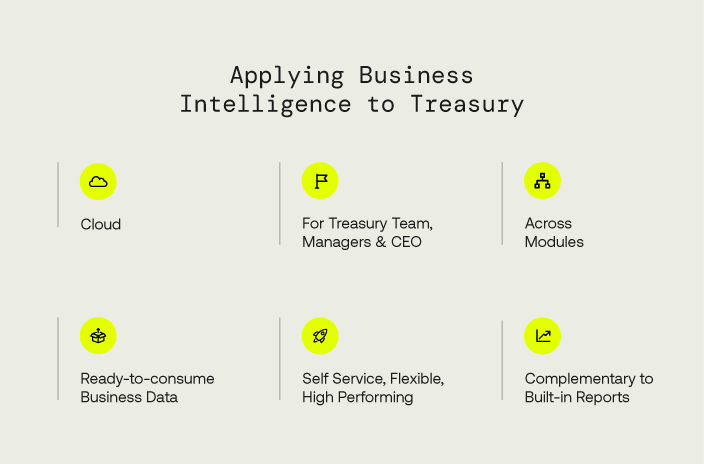 Applying Business
Intelligence to Treasury
Cloud
For Treasury Team,
Managers & CEO
Across
Modules
Ready-to-consume
Business Data
Self Service, Flexible,
High Performing
Complementary to
Built-in Reports